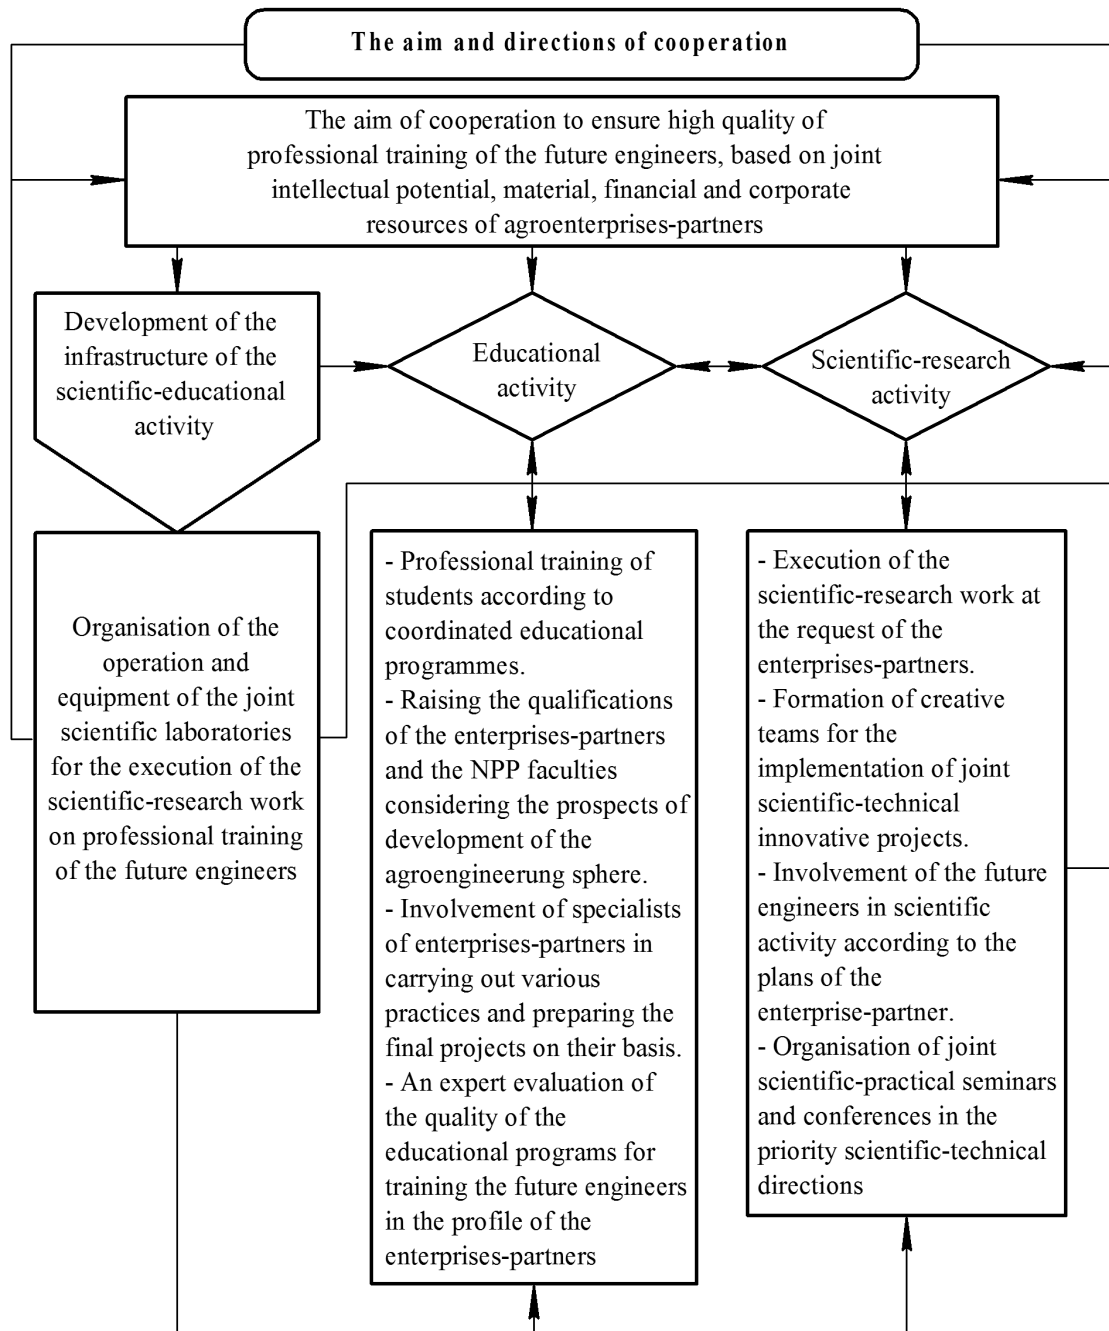 The aim and directions of cooperation
The aim of cooperation to ensure high quality of
professional training of the future engineers, based on joint
intellectual potential, material, financial and corporate
resources of agroenterprises-partners
Development of the
infrastructure of the
scientific-educational
activity
Educational
activity
Scientific-research
activity
Organisation of the
operation and
equipment of the joint
scientific laboratories
for the execution of the
scientific-research work
on professional training
of the future engineers
- Professional training of
students according to
coordinated educational
programmes.
- Raising the qualifications
of the enterprises-partners
and the NPP faculties
considering the prospects of
development of the
agroengineerung sphere.
- Involvement of specialists
of enterprises-partners in
carrying out various
practices and preparing the
final projects on their basis.
- An expert evaluation of
the quality of the
educational programs for
training the future engineers
in the profile of the
enterprises-partners
- Execution of the
scientific-research work at
the request of the
enterprises-partners.
- Formation of creative
teams for the
implementation of joint
scientific-technical
innovative projects.
- Involvement of the future
engineers in scientific
activity according to the
plans of the
enterprise-partner.
- Organisation of joint
scientific-practical seminars
and conferences in the
priority scientific-technical
directions